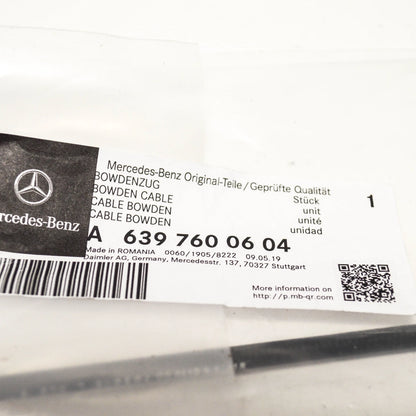 Mercedes-Benz Original-Teile/Geprüfte Qualität
BOWDENZUG
BOWDEN CABLE
CABLE BOWDEN
CABLE BOWDEN
Stück
unit
unité
unidad
1
rcedes-Benz
A 639 760 06 04
Made in ROMANIA 0060/1905/8222 09.05.19
Daimler AG, Germany, Mercedesstr. 137, 70327 Stuttgart
More information on
http://p.mb-qr.com